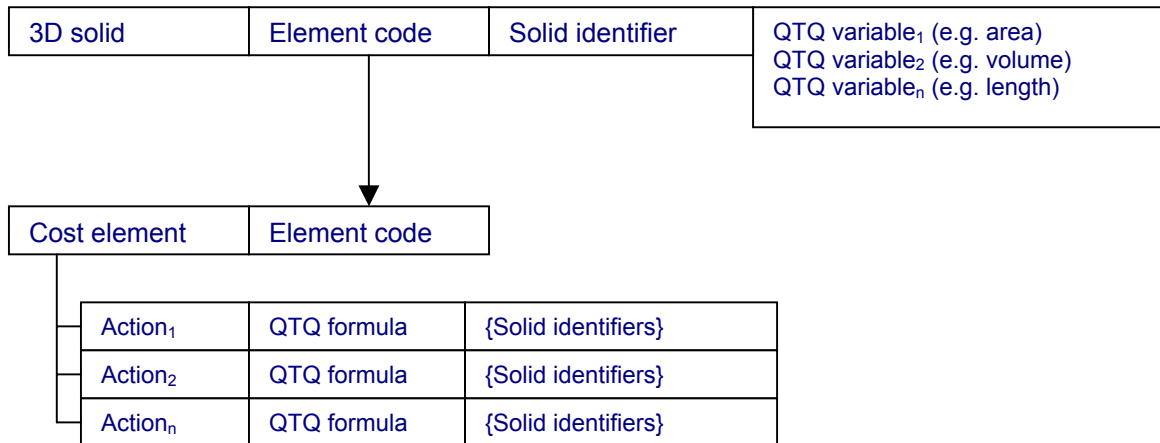 3D solid Element code Solid identifier QTQ variable₁ (e.g. area)
QTQ variable₂ (e.g. volume)
QTQ variableₙ (e.g. length)
Cost element Element code
Action₁ QTQ formula {Solid identifiers}
Action₂ QTQ formula {Solid identifiers}
Actionₙ QTQ formula {Solid identifiers}